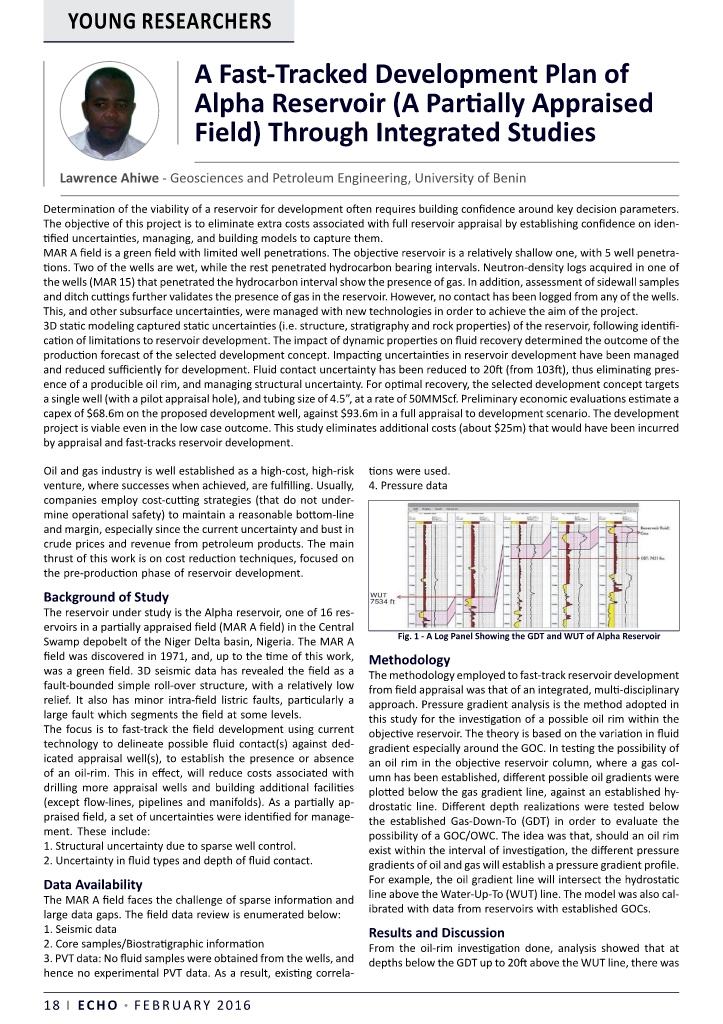 YOUNG RESEARCHERS
A Fast-Tracked Development Plan of
Alpha Reservoir (A Partially Appraised
Field) Through Integrated Studies
Lawrence Ahiwe - Geosciences and Petroleum Engineering, University of Benin
Determination of the viability of a reservoir for development often requires building confidence around key decision parameters.
The objective of this project is to eliminate extra costs associated with full reservoir appraisal by establishing confidence on iden-
tified uncertainties, managing, and building models to capture them.
MAR A field is a green field with limited well penetrations. The objective reservoir is a relatively shallow one, with 5 well penetra-
tions. Two of the wells are wet, while the rest penetrated hydrocarbon bearing intervals. Neutron-density logs acquired in one of
the wells (MAR 15) that penetrated the hydrocarbon interval show the presence of gas. In addition, assessment of sidewall samples
and ditch cuttings further validates the presence of gas in the reservoir. However, no contact has been logged from any of the wells.
This, and other subsurface uncertainties, were managed with new technologies in order to achieve the aim of the project.
3D static modeling captured static uncertainties (i.e. structure, stratigraphy and rock properties) of the reservoir, following identifi-
cation of limitations to reservoir development. The impact of dynamic properties on fluid recovery determined the outcome of the
production forecast of the selected development concept. Impacting uncertainties in reservoir development have been managed
and reduced sufficiently for development. Fluid contact uncertainty has been reduced to 20ft (from 103ft), thus eliminating pres-
ence of a producible oil rim, and managing structural uncertainty. For optimal recovery, the selected development concept targets
a single well (with a pilot appraisal hole), and tubing size of 4.5”, at a rate of 50MMScf. Preliminary economic evaluations estimate a
capex of $68.6m on the proposed development well, against $93.6m in a full appraisal to development scenario. The development
project is viable even in the low case outcome. This study eliminates additional costs (about $25m) that would have been incurred
by appraisal and fast-tracks reservoir development.
Oil and gas industry is well established as a high-cost, high-risk
venture, where successes when achieved, are fulfilling. Usually,
companies employ cost-cutting strategies (that do not under-
mine operational safety) to maintain a reasonable bottom-line
and margin, especially since the current uncertainty and bust in
crude prices and revenue from petroleum products. The main
thrust of this work is on cost reduction techniques, focused on
the pre-production phase of reservoir development.
Background of Study
The reservoir under study is the Alpha reservoir, one of 16 res-
ervoirs in a partially appraised field (MAR A field) in the Central
Swamp depobelt of the Niger Delta basin, Nigeria. The MAR A
field was discovered in 1971, and, up to the time of this work,
was a green field. 3D seismic data has revealed the field as a
fault-bounded simple roll-over structure, with a relatively low
relief. It also has minor intra-field listric faults, particularly a
large fault which segments the field at some levels.
The focus is to fast-track the field development using current
technology to delineate possible fluid contact(s) against ded-
icated appraisal well(s), to establish the presence or absence
of an oil-rim. This in effect, will reduce costs associated with
drilling more appraisal wells and building additional facilities
(except flow-lines, pipelines and manifolds). As a partially ap-
praised field, a set of uncertainties were identified for manage-
ment. These include:
1. Structural uncertainty due to sparse well control.
2. Uncertainty in fluid types and depth of fluid contact.
Data Availability
The MAR A field faces the challenge of sparse information and
large data gaps. The field data review is enumerated below:
1. Seismic data
2. Core samples/Biostratigraphic information
3. PVT data: No fluid samples were obtained from the wells, and
hence no experimental PVT data. As a result, existing correla-
tions were used.
4. Pressure data
WUT
7534 ft
Fig. 1 - A Log Panel Showing the GDT and WUT of Alpha Reservoir
Methodology
The methodology employed to fast-track reservoir development
from field appraisal was that of an integrated, multi-disciplinary
approach. Pressure gradient analysis is the method adopted in
this study for the investigation of a possible oil rim within the
objective reservoir. The theory is based on the variation in fluid
gradient especially around the GOC. In testing the possibility of
an oil rim in the objective reservoir column, where a gas col-
umn has been established, different possible oil gradients were
plotted below the gas gradient line, against an established hy-
drostatic line. Different depth realizations were tested below
the established Gas-Down-To (GDT) in order to evaluate the
possibility of a GOC/OWC. The idea was that, should an oil rim
exist within the interval of investigation, the different pressure
gradients of oil and gas will establish a pressure gradient profile.
For example, the oil gradient line will intersect the hydrostatic
line above the Water-Up-To (WUT) line. The model was also cal-
ibrated with data from reservoirs with established GOCs.
Results and Discussion
From the oil-rim investigation done, analysis showed that at
depths below the GDT up to 20ft above the WUT line, there was
18 | ECHO • FEBRUARY 2016